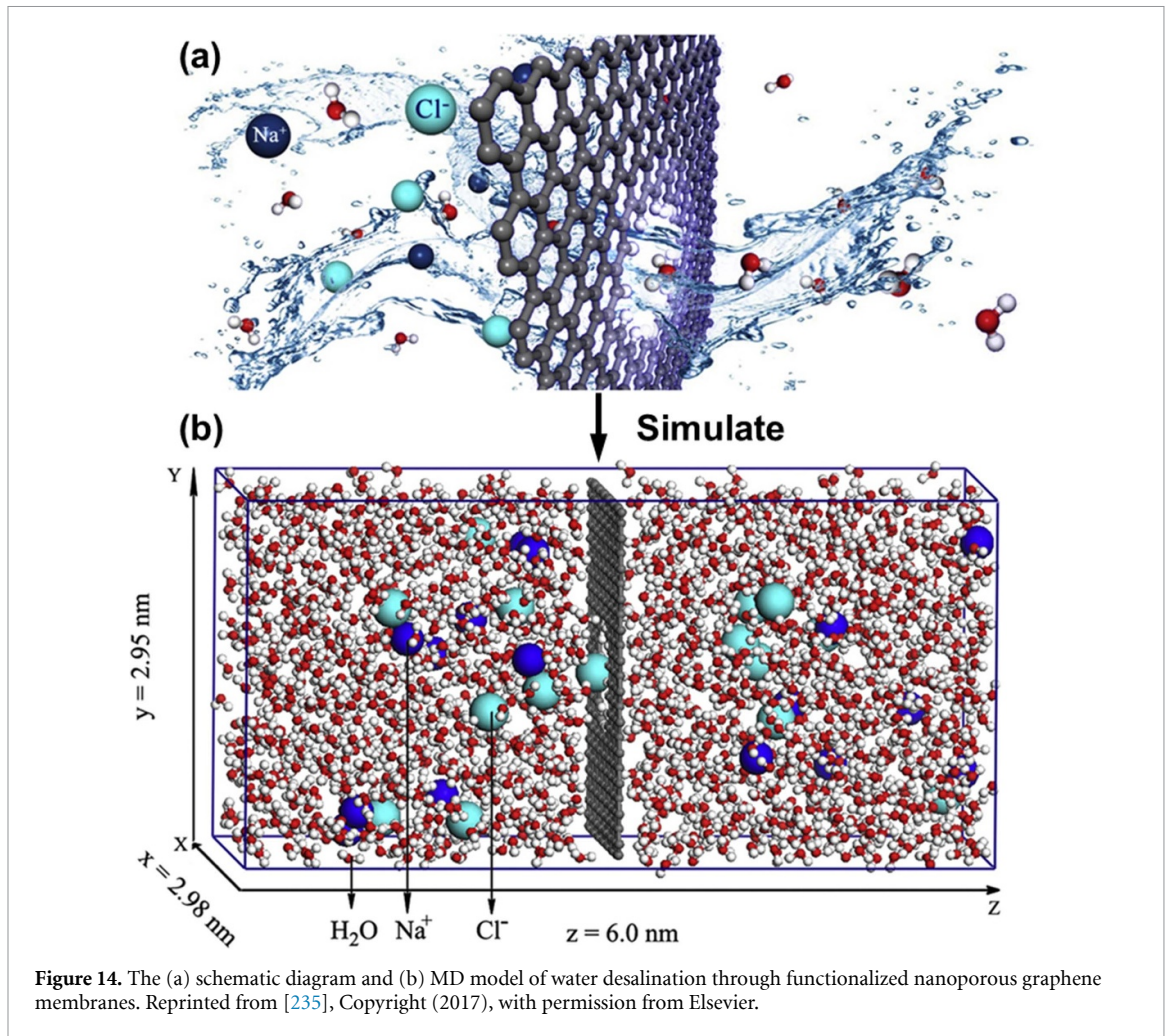 (a)
Cl⁻
Na⁺
(b)
Simulate
Y
y = 2.95 nm
X
x = 2.98 nm
Z
H₂O Na⁺ Cl⁻ z = 6.0 nm
Figure 14. The (a) schematic diagram and (b) MD model of water desalination through functionalized nanoporous graphene
membranes. Reprinted from [235], Copyright (2017), with permission from Elsevier.